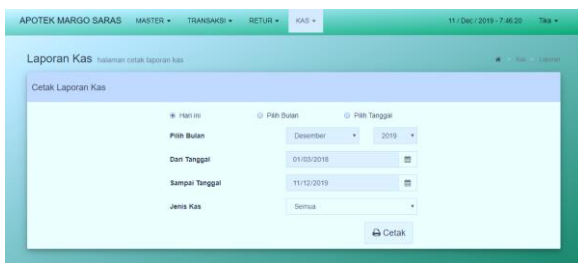 APOTEK MARGO SARAS MASTER TRANSAKSI RETUR KAS 11 / Dec / 2019 - 7:46:20 Tika
Laporan Kas halaman cetak laporan kas Kas Laporan
Cetak Laporan Kas
Hari ini Pilih Bulan Pilih Tanggal
Pilih Bulan Desember 2019
Dari Tanggal 01/03/2018
Sampai Tanggal 11/12/2019
Jenis Kas Semua
Cetak